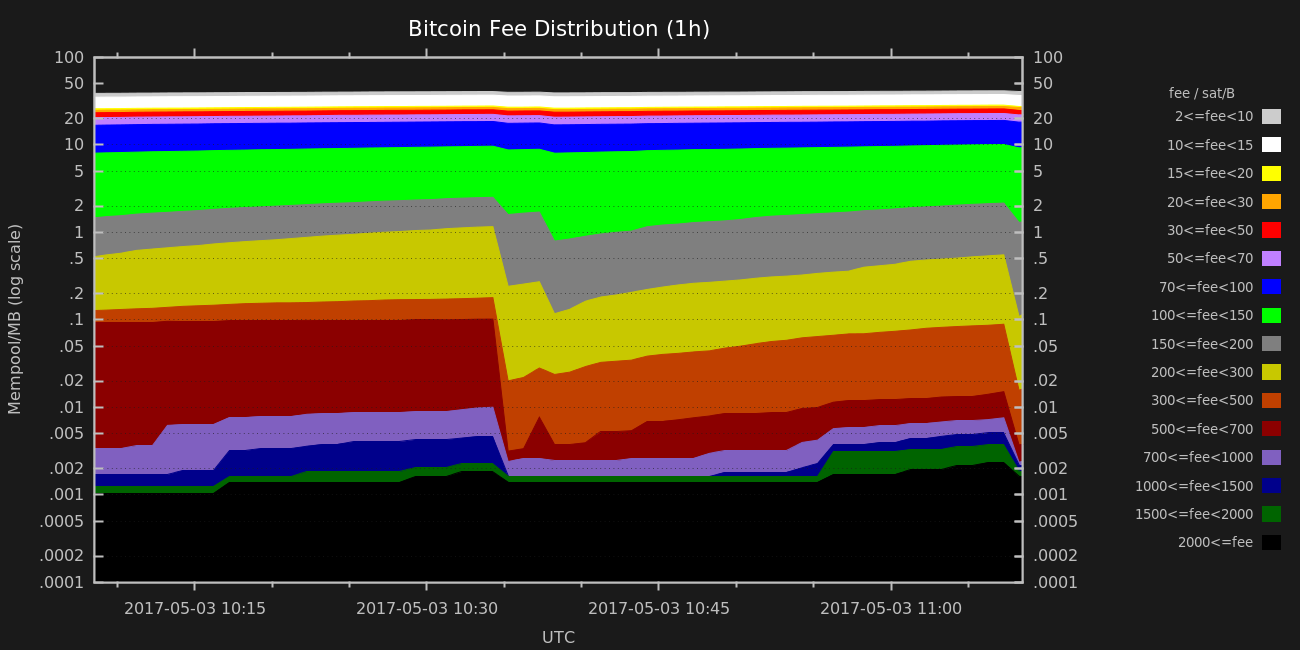 Bitcoin Fee Distribution (1h)
Mempool/MB (log scale)
100
50
20
10
5
2
1
.5
.2
.1
.05
.02
.01
.005
.002
.001
.0005
.0002
.0001
100
50
20
10
5
2
1
.5
.2
.1
.05
.02
.01
.005
.002
.001
.0005
.0002
.0001
fee / sat/B
2<=fee<10
10<=fee<15
15<=fee<20
20<=fee<30
30<=fee<50
50<=fee<70
70<=fee<100
100<=fee<150
150<=fee<200
200<=fee<300
300<=fee<500
500<=fee<700
700<=fee<1000
1000<=fee<1500
1500<=fee<2000
2000<=fee
2017-05-03 10:15 2017-05-03 10:30 2017-05-03 10:45 2017-05-03 11:00
UTC